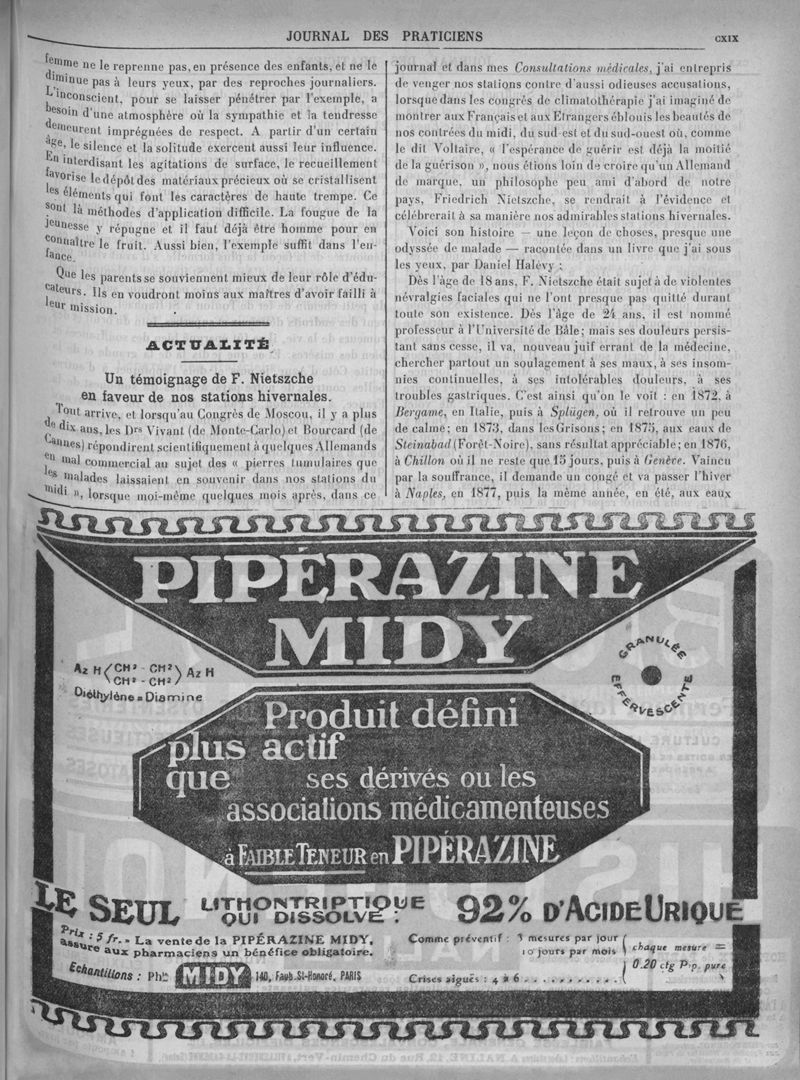 JOURNAL DES PRATICIENS
CXIX
femme ne le reprenne pas, en présence des enfants, et ne le
diminue pas à leurs yeux, par des reproches journaliers.
L'inconscient, pour se laisser pénétrer par l'exemple, a
besoin d'une atmosphère où la sympathie et la tendresse
demeurent imprégnées de respect. A partir d'un certain
âge, le silence et la solitude exercent aussi leur influence.
En interdisant les agitations de surface, le recueillement
favorise le dépôt des matériaux précieux où se cristallisent
les éléments qui font les caractères de haute trempe. Ce
sont là méthodes d'application difficile. La fougue de la
jeunesse y répugne et il faut déjà être homme pour en
connaître le fruit. Aussi bien, l'exemple suffit dans l'en-
fance.
Que les parents se souviennent mieux de leur rôle d'édu-
cateurs. Ils en voudront moins aux maîtres d'avoir failli à
leur mission.
ACTUALITÉ
Un témoignage de F. Nietszche
en faveur de nos stations hivernales.
Tout arrive, et lorsqu'au Congrès de Moscou, il y a plus
de dix ans, les Drs Vivant (de Monte-Carlo) et Bourcard (de
Cannes) répondirent scientifiquement à quelques Allemands
en mal commercial au sujet des « pierres tumulaires que
les malades laissaient en souvenir dans nos stations du
midi », lorsque moi-même quelques mois après, dans ce
journal et dans mes Consultations médicales, j'ai entrepris
de venger nos stations contre d'aussi odieuses accusations,
lorsque dans les congrès de climatothérapie j'ai imaginé de
montrer aux Français et aux Etrangers éblouis les beautés de
nos contrées du midi, du sud-est et du sud-ouest où, comme
le dit Voltaire, « l'espérance de guérir est déjà la moitié
de la guérison », nous étions loin de croire qu'un Allemand
de marque, un philosophe peu ami d'abord de notre
pays, Friedrich Nietszche, se rendrait à l'évidence et
célébrerait à sa manière nos admirables stations hivernales.
Voici son histoire — une leçon de choses, presque une
odyssée de malade — racontée dans un livre que j'ai sous
les yeux, par Daniel Halévy :
Dès l'âge de 18 ans, F. Nietszche était sujet à de violentes
névralgies faciales qui ne l'ont presque pas quitté durant
toute son existence. Dès l'âge de 24 ans, il est nommé
professeur à l'Université de Bâle; mais ses douleurs persis-
tant sans cesse, il va, nouveau juif errant de la médecine,
chercher partout un soulagement à ses maux, à ses insom-
nies continuelles, à ses intolérables douleurs, à ses
troubles gastriques. C'est ainsi qu'on le voit : en 1872, à
Bergame, en Italie, puis à Splügen, où il retrouve un peu
de calme; en 1873, dans les Grisons; en 1875, aux eaux de
Steinabad (Forêt-Noire), sans résultat appréciable; en 1876,
à Chillon où il ne reste que 15 jours, puis à Genève. Vaincu
par la souffrance, il demande un congé et va passer l'hiver
à Naples, en 1877, puis la même année, en été, aux eaux
PIPÉRAZINE
MIDY
Az H ( CH² - CH² ) Az H
CH² - CH²
Diéthylène = Diamine
GRANULÉE
EFFERVESCENTE
Produit défini
plus actif
que ses dérivés ou les
associations médicamenteuses
à FAIBLE TENEUR en PIPÉRAZINE
LE SEUL LITHONTRIPTIQUE
QUI DISSOLVE : 92% D'ACIDE URIQUE
Prix : 5 fr. » La vente de la PIPÉRAZINE MIDY,
assure aux pharmaciens un bénéfice obligatoire.
Echantillons : Phie MIDY 140, Faub. St-Honoré, PARIS
Comme préventif : 3 mesures par jour
10 jours par mois
Crises aiguës : 4 à 6 . . . . . . . . . . .
chaque mesure =
0.20 ctg Pip. pure